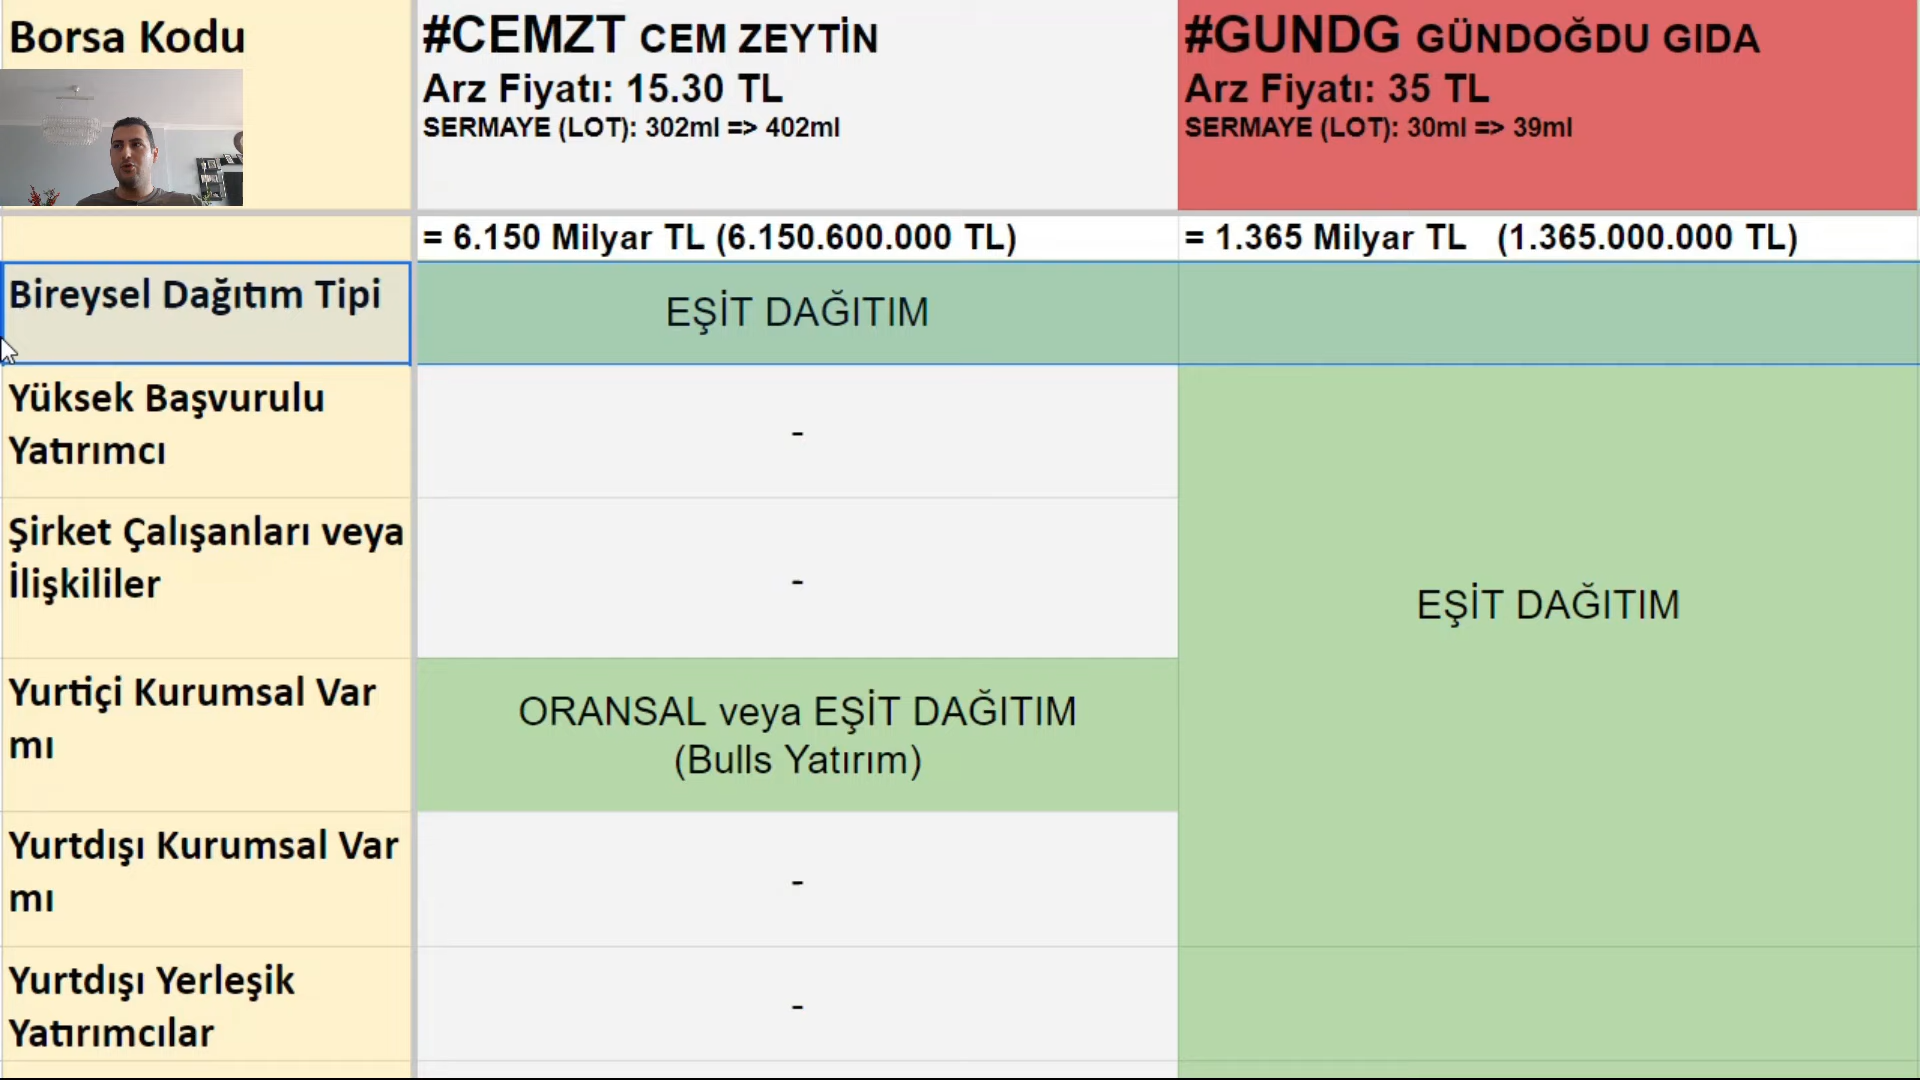 Borsa Kodu
#CEMZT CEM ZEYTİN
Arz Fiyatı: 15.30 TL
SERMAYE (LOT): 302ml => 402ml
#GUNDG GÜNDOĞDU GIDA
Arz Fiyatı: 35 TL
SERMAYE (LOT): 30ml => 39ml
= 6.150 Milyar TL (6.150.600.000 TL)
= 1.365 Milyar TL (1.365.000.000 TL)
Bireysel Dağıtım Tipi
EŞİT DAĞITIM
Yüksek Başvurulu
Yatırımcı
-
Şirket Çalışanları veya
İlişkililer
-
EŞİT DAĞITIM
Yurtiçi Kurumsal Var
mı
ORANSAL veya EŞİT DAĞITIM
(Bulls Yatırım)
Yurtdışı Kurumsal Var
mı
-
Yurtdışı Yerleşik
Yatırımcılar
-